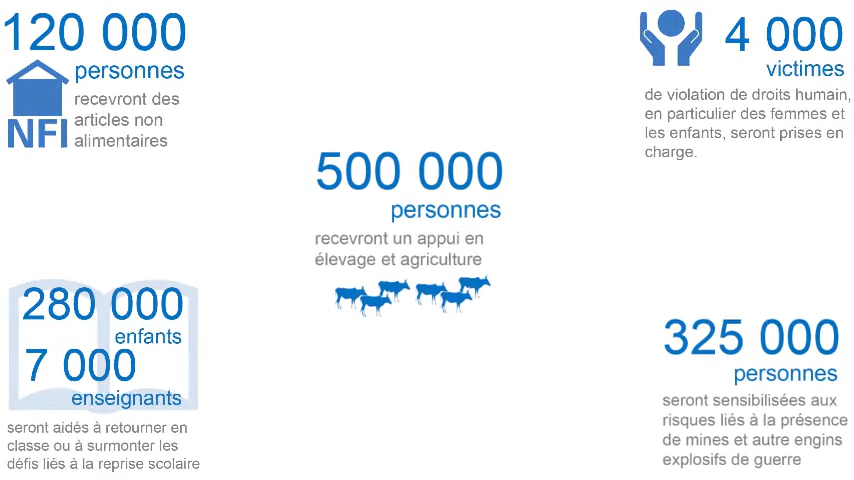 120 000
personnes
recevront des
articles non
alimentaires
NFI
4 000
victimes
de violation de droits humain,
en particulier des femmes et
les enfants, seront prises en
charge.
500 000
personnes
recevront un appui en
élevage et agriculture
280 000
enfants
7 000
enseignants
seront aidés à retourner en
classe ou à surmonter les
défis liés à la reprise scolaire
325 000
personnes
seront sensibilisées aux
risques liés à la présence
de mines et autre engins
explosifs de guerre